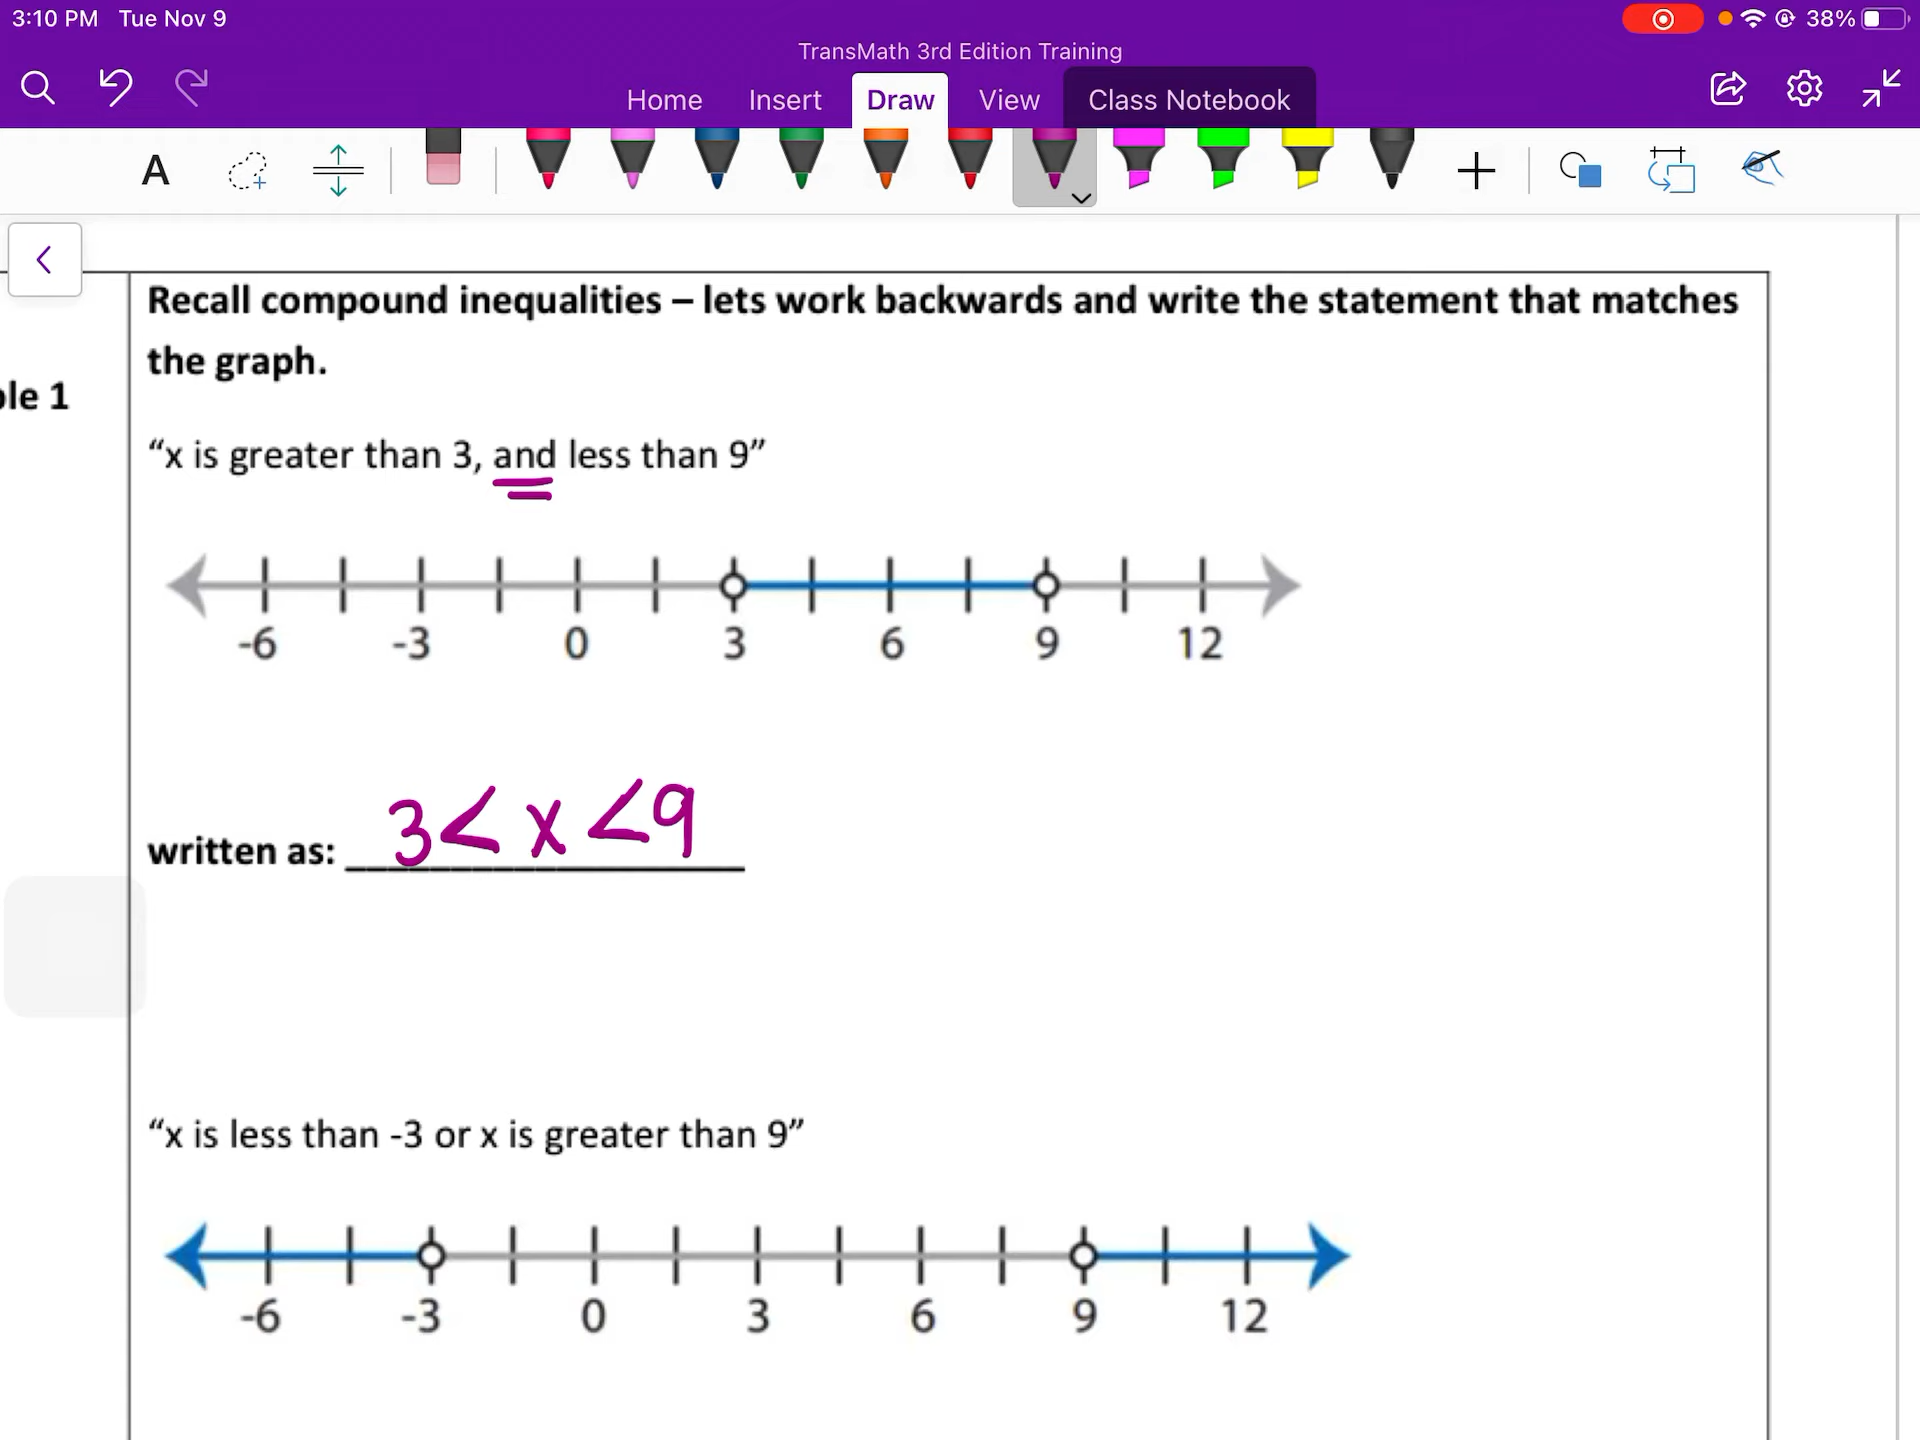 3:10 PM Tue Nov 9
38%
TransMath 3rd Edition Training
Home Insert Draw View Class Notebook
A
Recall compound inequalities – lets work backwards and write the statement that matches
the graph.
ple 1
“x is greater than 3, and less than 9”
-6 -3 0 3 6 9 12
written as: 3 < x < 9
“x is less than -3 or x is greater than 9”
-6 -3 0 3 6 9 12